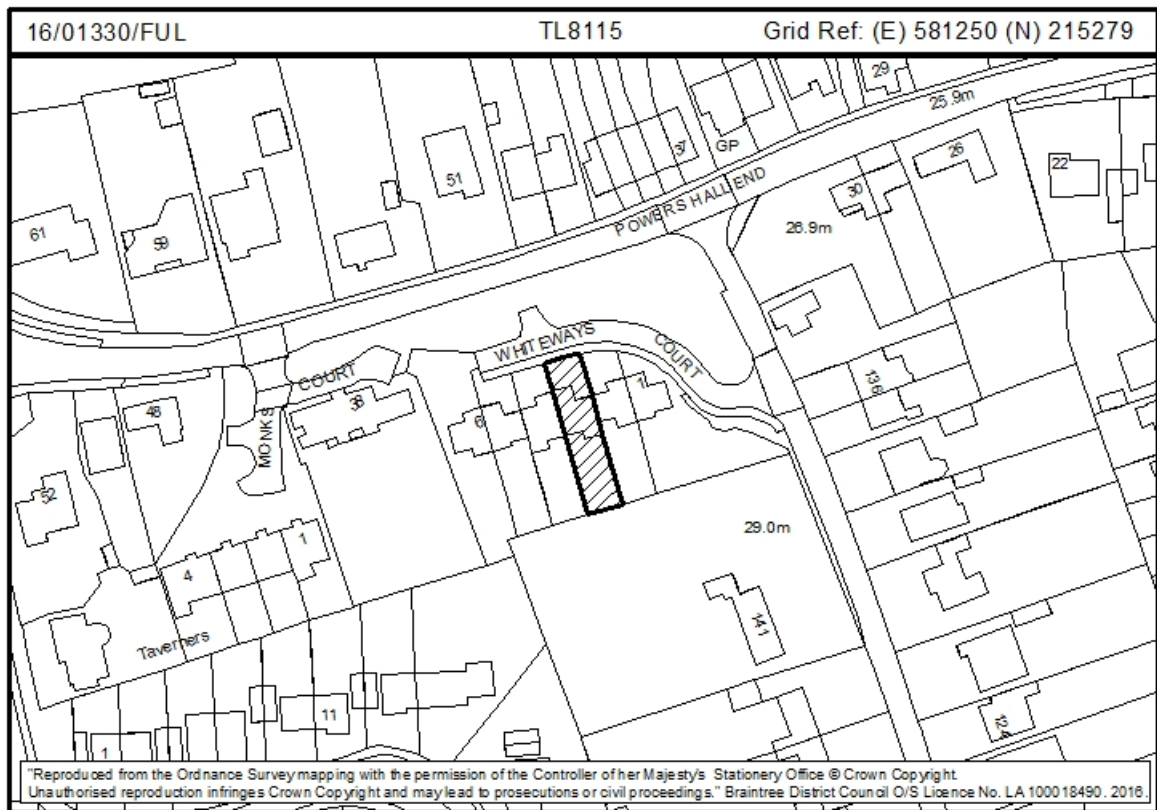 16/01330/FUL TL8115 Grid Ref: (E) 581250 (N) 215279
29
25.9m
37
GP
51
26
22
POWERS HALL END
30
61
59
26.9m
WHITEWAYS
COURT
COURT
1
136
38
48
6
MONKS
52
29.0m
1
4
141
Taverners
11
124
1
"Reproduced from the Ordnance Survey mapping with the permission of the Controller of her Majesty's Stationery Office © Crown Copyright.
Unauthorised reproduction infringes Crown Copyright and may lead to prosecutions or civil proceedings." Braintree District Council O/S Licence No. LA 100018490. 2016.